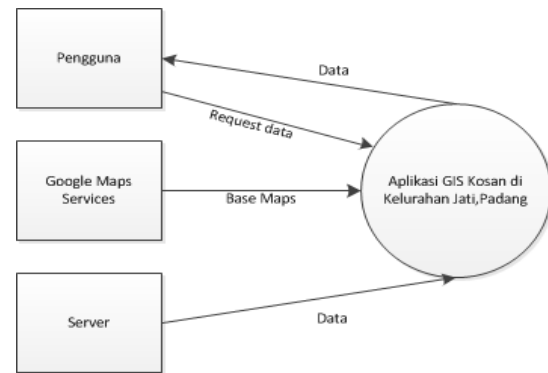 Pengguna
Data
Request data
Google Maps
Services
Base Maps
Aplikasi GIS Kosan di
Kelurahan Jati,Padang
Server
Data